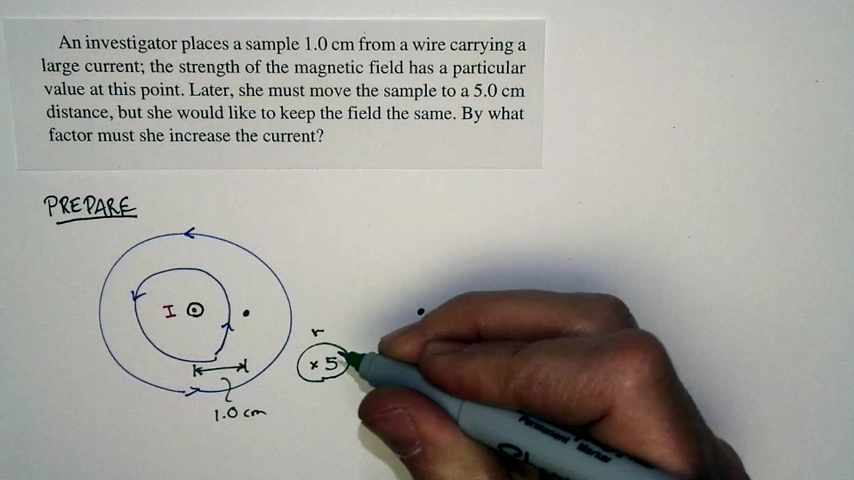 An investigator places a sample 1.0 cm from a wire carrying a
large current; the strength of the magnetic field has a particular
value at this point. Later, she must move the sample to a 5.0 cm
distance, but she would like to keep the field the same. By what
factor must she increase the current?
PREPARE
I
r
× 5
1.0 cm
Permanent
Marker